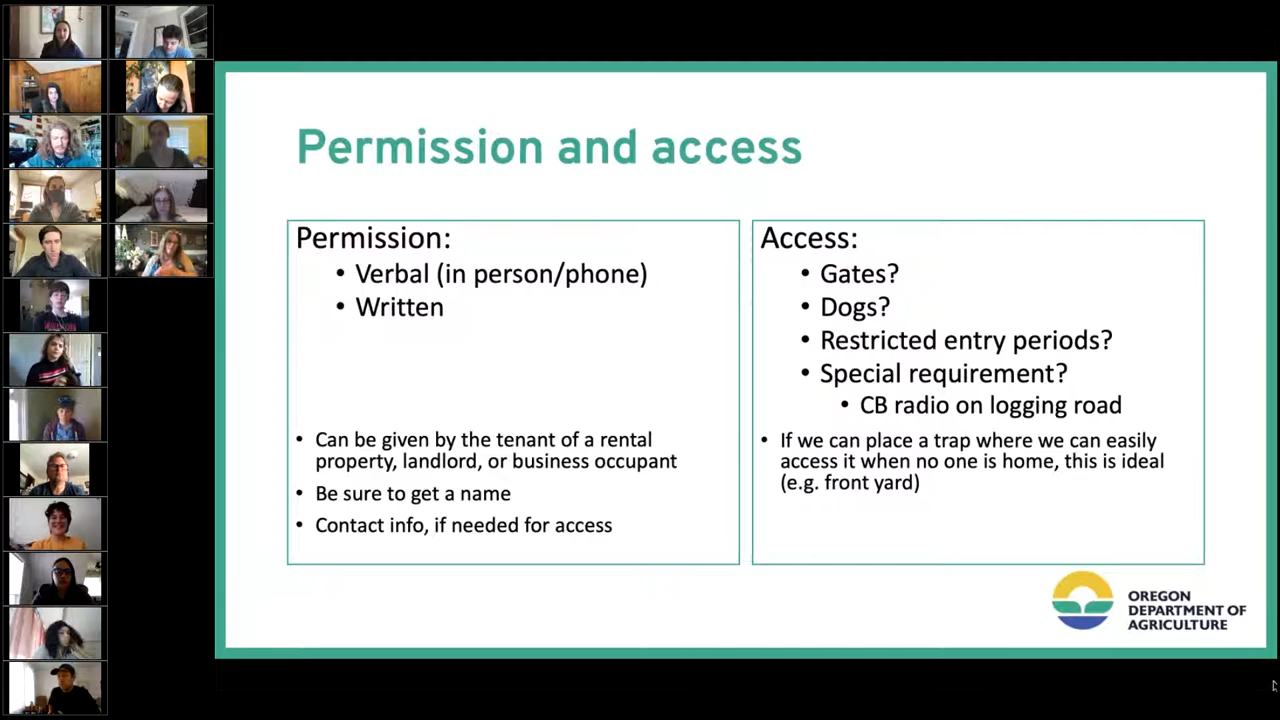 Permission and access
Permission:
• Verbal (in person/phone)
• Written
• Can be given by the tenant of a rental
property, landlord, or business occupant
• Be sure to get a name
• Contact info, if needed for access
Access:
• Gates?
• Dogs?
• Restricted entry periods?
• Special requirement?
• CB radio on logging road
• If we can place a trap where we can easily
access it when no one is home, this is ideal
(e.g. front yard)
OREGON
DEPARTMENT OF
AGRICULTURE